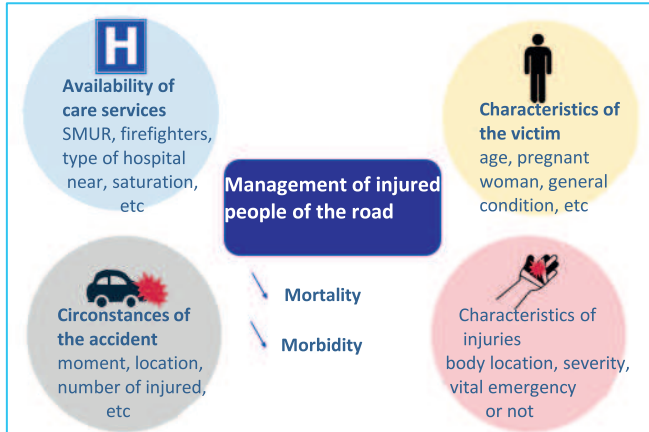 H
Availability of
care services
SMUR, firefighters,
type of hospital
near, saturation,
etc
Characteristics of
the victim
age, pregnant
woman, general
condition, etc
Management of injured
people of the road
Mortality
Morbidity
Circonstances of
the accident
moment, location,
number of injured,
etc
Characteristics of
injuries
body location, severity,
vital emergency
or not